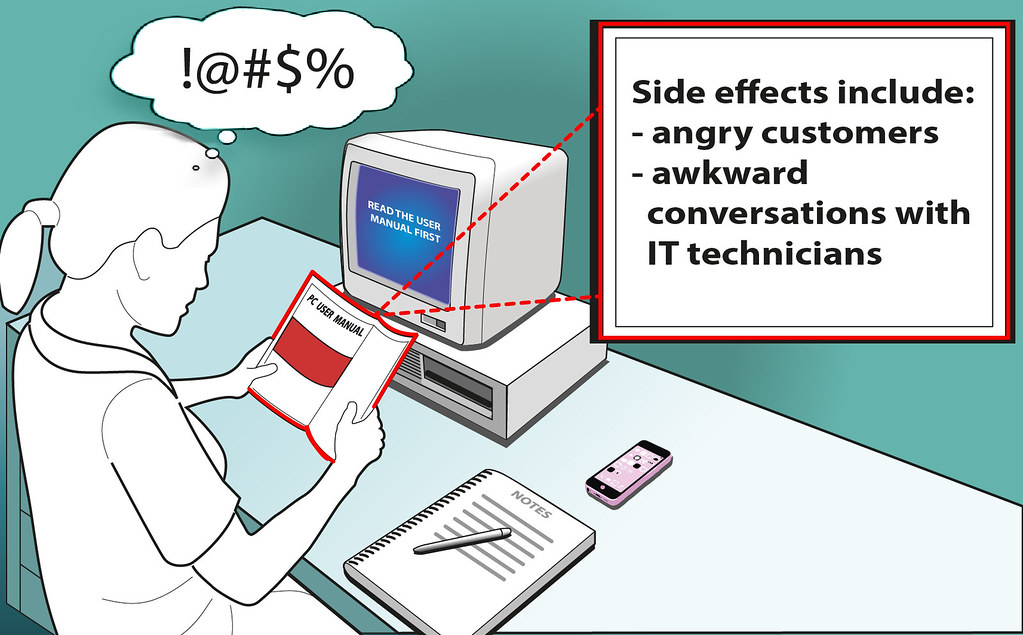 !@#$%
READ THE USER
MANUAL FIRST
PC USER MANUAL
Side effects include:
- angry customers
- awkward
conversations with
IT technicians
NOTES